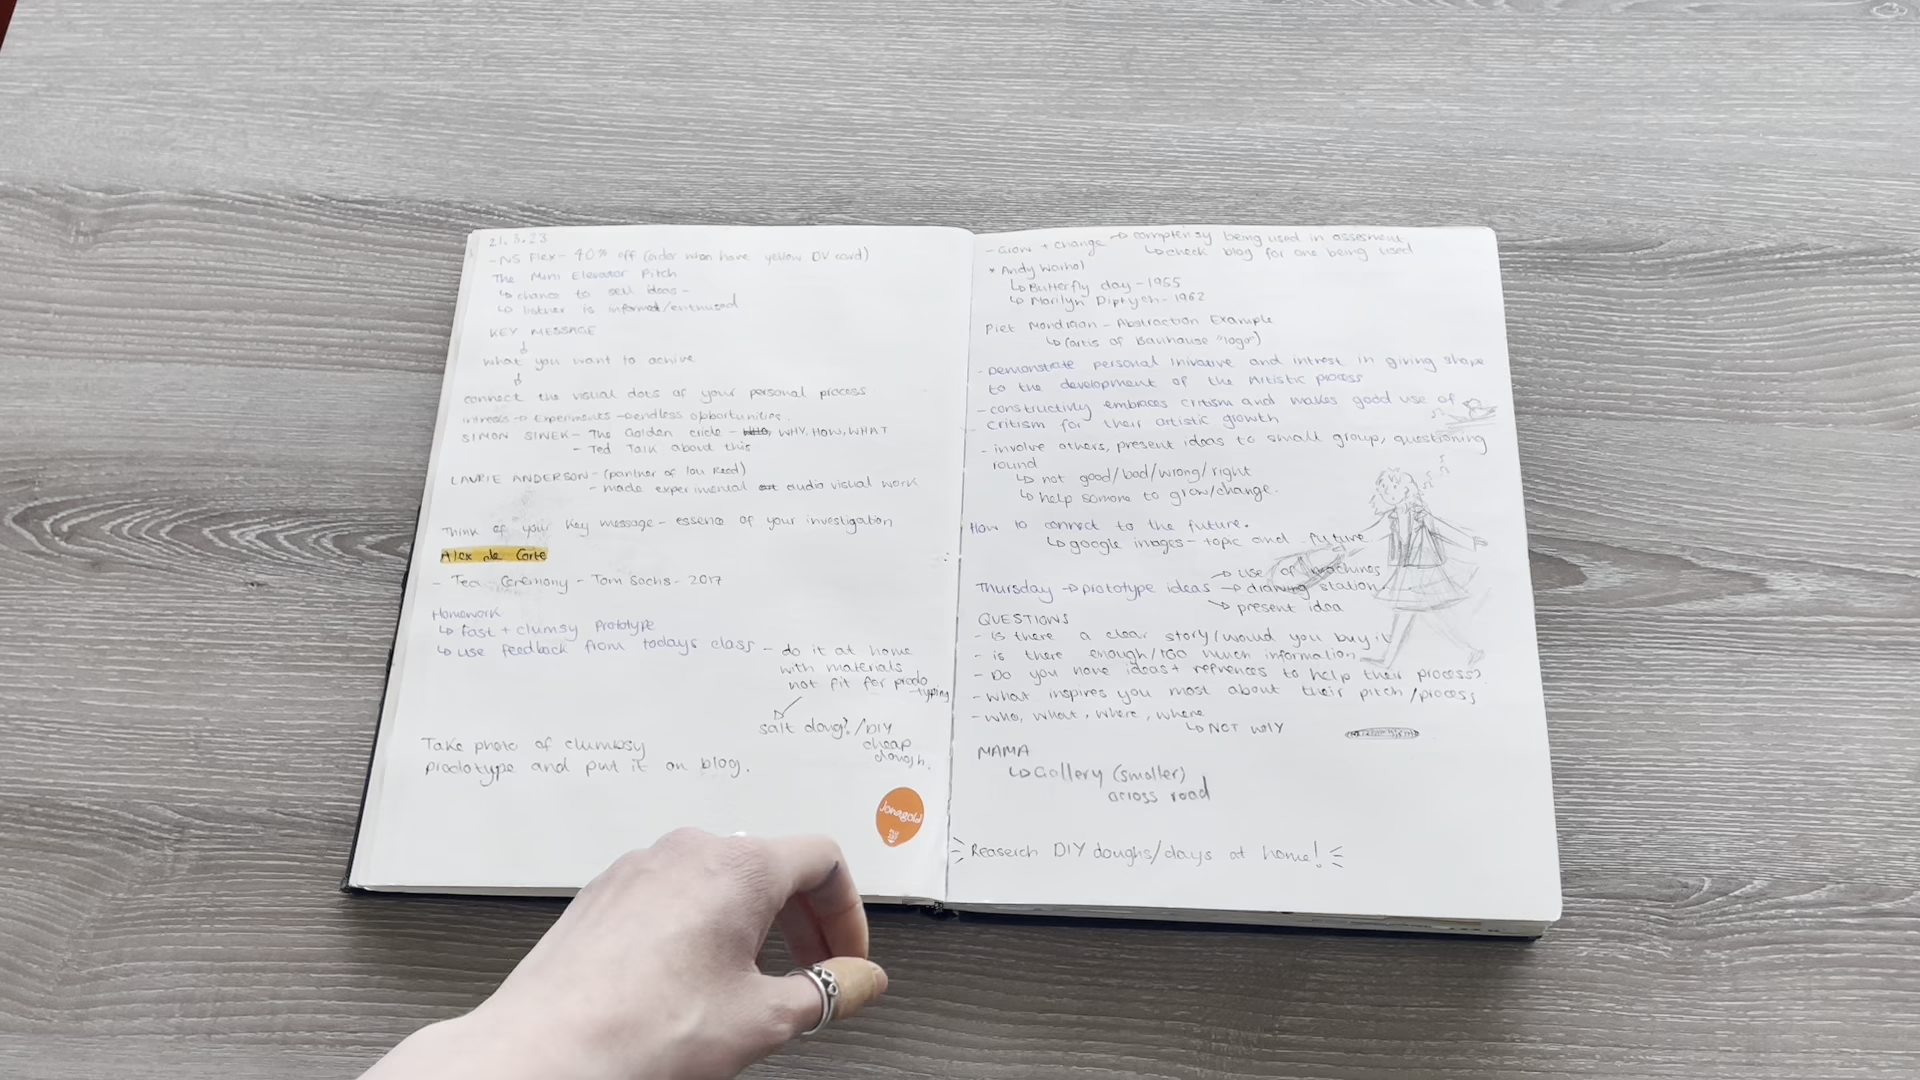 21.3.23
- NS Flex - 40% off (order when have yellow OV card)
The Mini Elevator Pitch
↳ chance to sell ideas -
↳ listner is informed/enthused
KEY MESSAGE
what you want to achive
connect the visual dots of your personal process
intress → Experiments → endless opportunities.
SIMON SINEK - The Golden circle - WHY, HOW, WHAT
- Ted Talk about this
LAURIE ANDERSON - (partner of lou Reed)
- made experimental audio visual work
Think of your key message - essence of your investigation
Alex de Corte
- Tea Ceremony - Tom Sachs - 2017
Homework
↳ fast + clumsy prototype
↳ use feedback from todays class - do it at home
with materials
not fit for proto
-typing
salt doug?/DIY
cheap
dough.
Take photo of clumbsy
prodotype and put it on blog.
Jonagold
- Grow + change → competensy being used in assesment
↳ check blog for one being used
* Andy Warhol
↳ Butterfly day - 1955
↳ Marilyn Diptych - 1962
Piet Mondrian - Abstraction Example
↳ (artis of Bauhause "logo")
- Demonstrate personal inivative and intrest in giving shape
to the development of the Artistic process
- constructivly embraces critism and makes godd use of
critism for their artistic growth
- involve others, present ideas to small group, questioning
round
↳ not good/bad/wrong/right
↳ help somone to grow/change.
How to connect to the future.
↳ google images - topic and future
Thursday → prototype ideas → use of machines
→ drawing station
→ present idea
QUESTIONS
- is there a clear story/would you buy it
- is there enough/too much information
- Do you have ideas + refrences to help their process?
- what inspires you most about their pitch/process
- who, what, where, where
↳ NOT WHY
MAMA
↳ Gallery (smaller)
across road
Reaserch DIY doughs/clays at home!